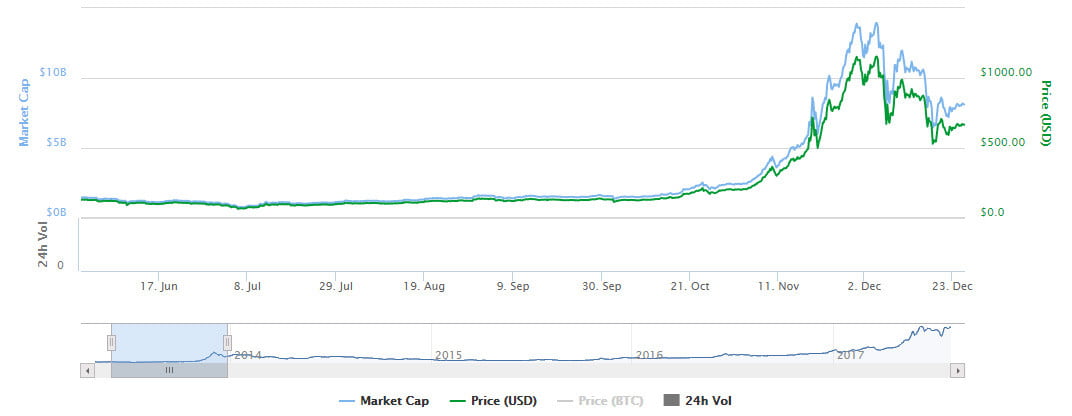 $10B
$1000.00
Market Cap
Price (USD)
$5B
$500.00
$0B
$0.0
24h Vol
0
17. Jun 8. Jul 29. Jul 19. Aug 9. Sep 30. Sep 21. Oct 11. Nov 2. Dec 23. Dec
2014 2015 2016 2017
Market Cap Price (USD) Price (BTC) 24h Vol